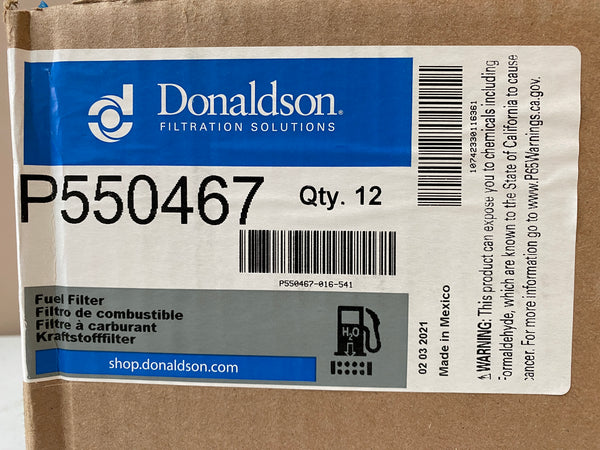 Donaldson®
FILTRATION SOLUTIONS
P550467
Qty. 12
P550467-016-541
Fuel Filter
Filtro de combustible
Filtre à carburant
Kraftstofffilter
shop.donaldson.com
H₂O
10742330116361
02 03 2021
Made in Mexico
⚠ WARNING: This product can expose you to chemicals including
Formaldehyde, which are known to the State of California to cause
cancer. For more information go to www.P65Warnings.ca.gov.